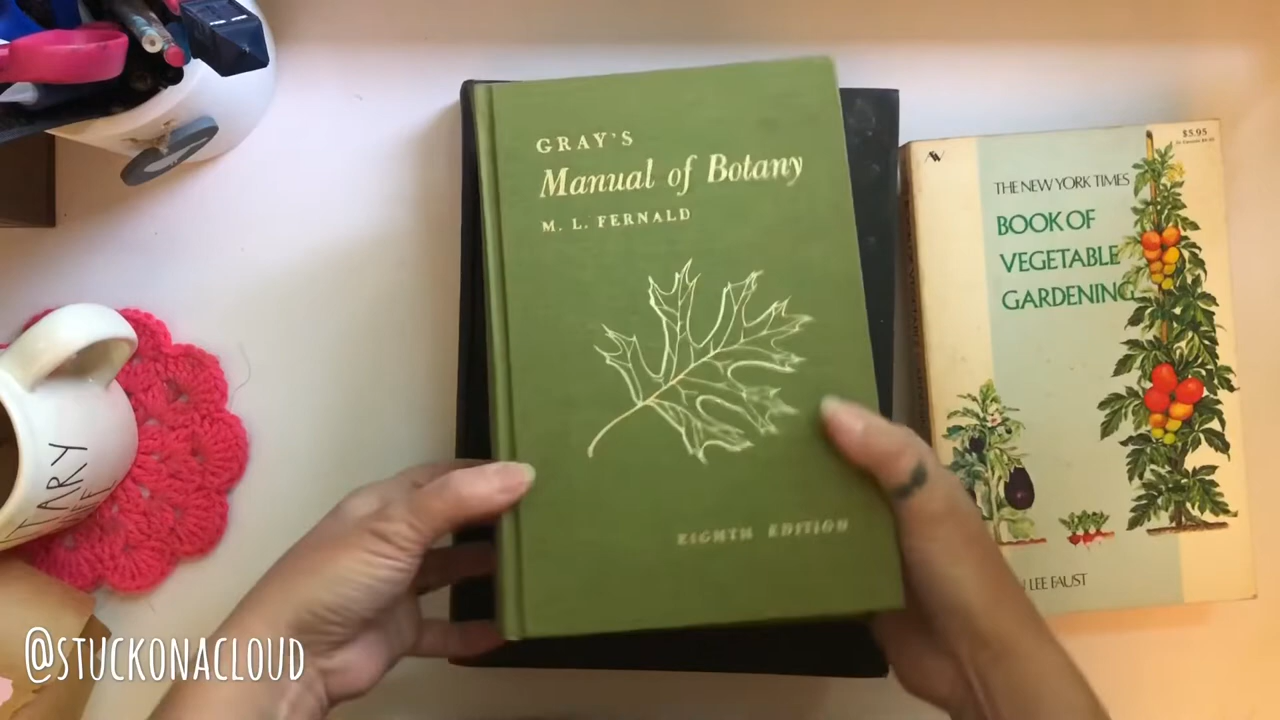 GRAY'S
Manual of Botany
M. L. FERNALD
EIGHTH EDITION
$5.95
THE NEW YORK TIMES
BOOK OF
VEGETABLE
GARDENING
LEE FAUST
@STUCKONACLOUD